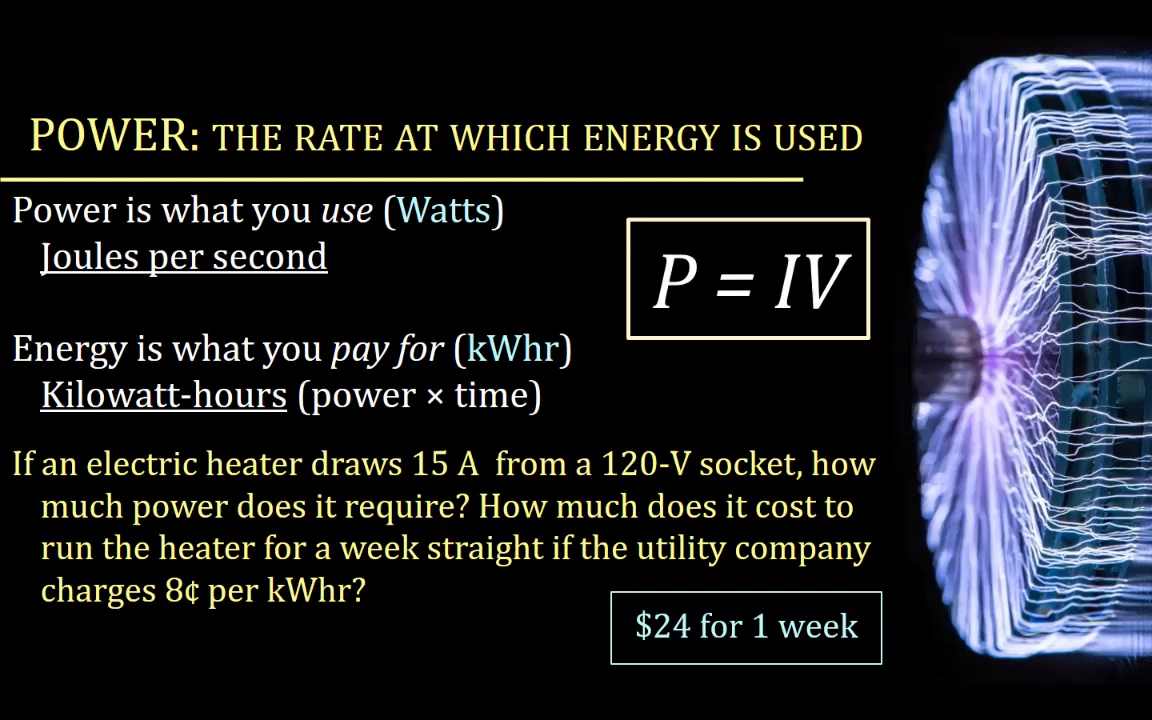 POWER: THE RATE AT WHICH ENERGY IS USED
Power is what you use (Watts)
Joules per second
P = IV
Energy is what you pay for (kWhr)
Kilowatt-hours (power × time)
If an electric heater draws 15 A from a 120-V socket, how
much power does it require? How much does it cost to
run the heater for a week straight if the utility company
charges 8¢ per kWhr?
$24 for 1 week